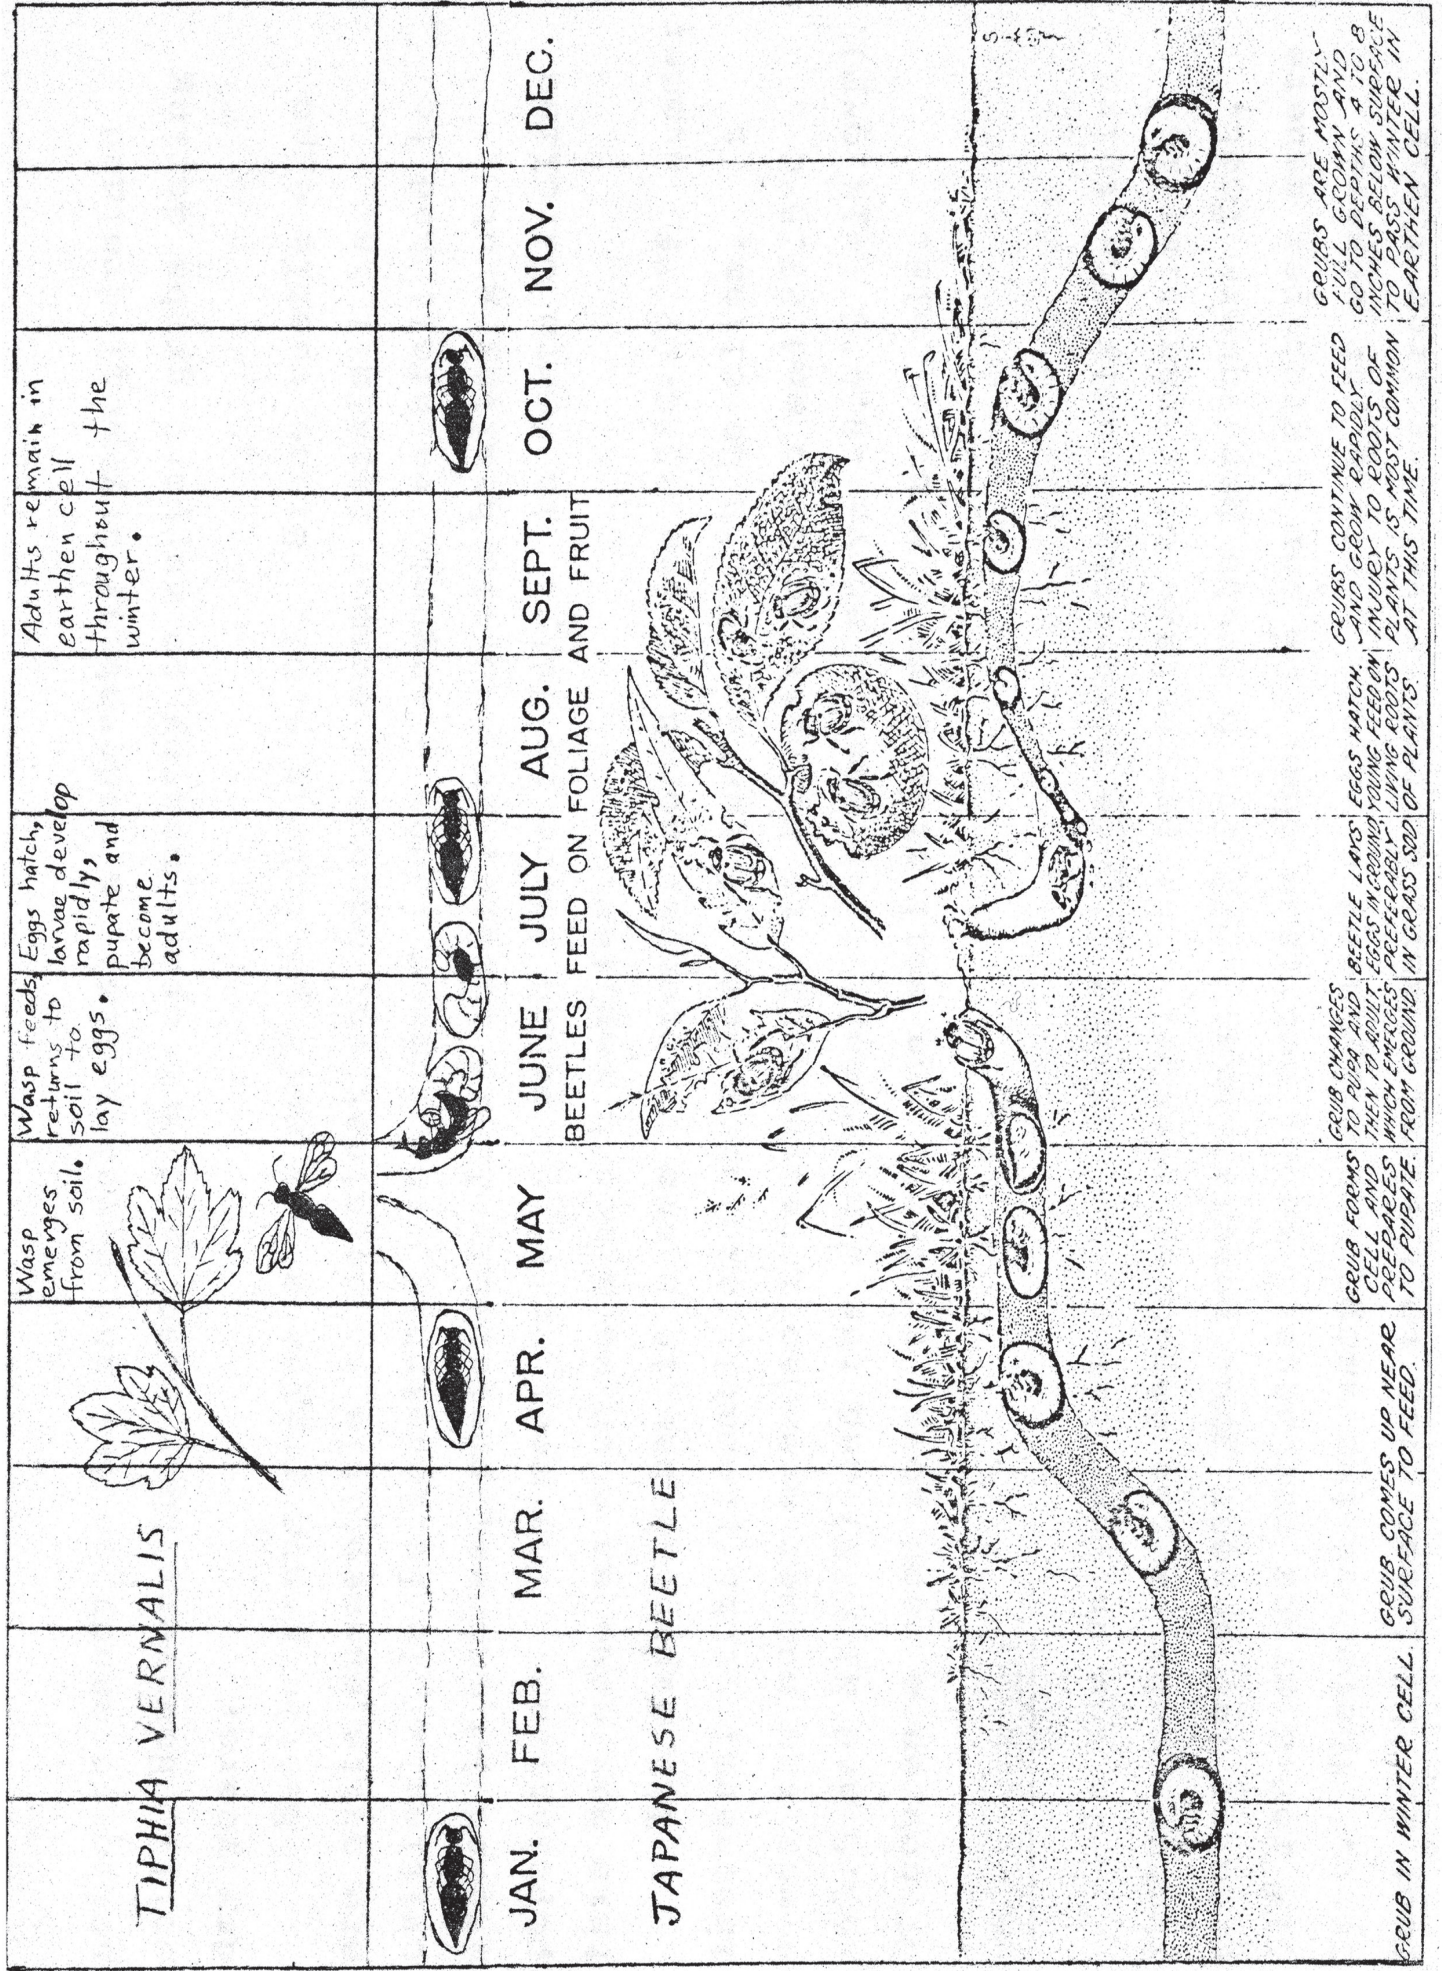 TIPHIA VERNALIS
Wasp
emerges
from soil.
Wasp feeds,
returns to
soil to
lay eggs.
Eggs hatch,
larvae develop
rapidly,
pupate and
become
adults.
Adults remain in
earthen cell
throughout the
winter.
JAN. FEB. MAR. APR. MAY JUNE JULY AUG. SEPT. OCT. NOV. DEC.
BEETLES FEED ON FOLIAGE AND FRUIT
JAPANESE BEETLE
GRUB IN WINTER CELL.
GRUB COMES UP NEAR
SURFACE TO FEED.
GRUB FORMS
CELL AND
PREPARES
TO PUPATE.
GRUB CHANGES
TO PUPA AND
THEN TO ADULT
WHICH EMERGES
FROM GROUND.
BEETLE LAYS
EGGS IN GROUND,
PREFERABLY
IN GRASS SOD
EGGS HATCH.
YOUNG FEED ON
LIVING ROOTS
OF PLANTS
GRUBS CONTINUE TO FEED
AND GROW RAPIDLY
INJURY TO ROOTS OF
PLANTS IS MOST COMMON
AT THIS TIME.
GRUBS ARE MOSTLY
FULL GROWN AND
GO TO DEPTHS 4 TO 8
INCHES BELOW SURFACE
TO PASS WINTER IN
EARTHEN CELL.